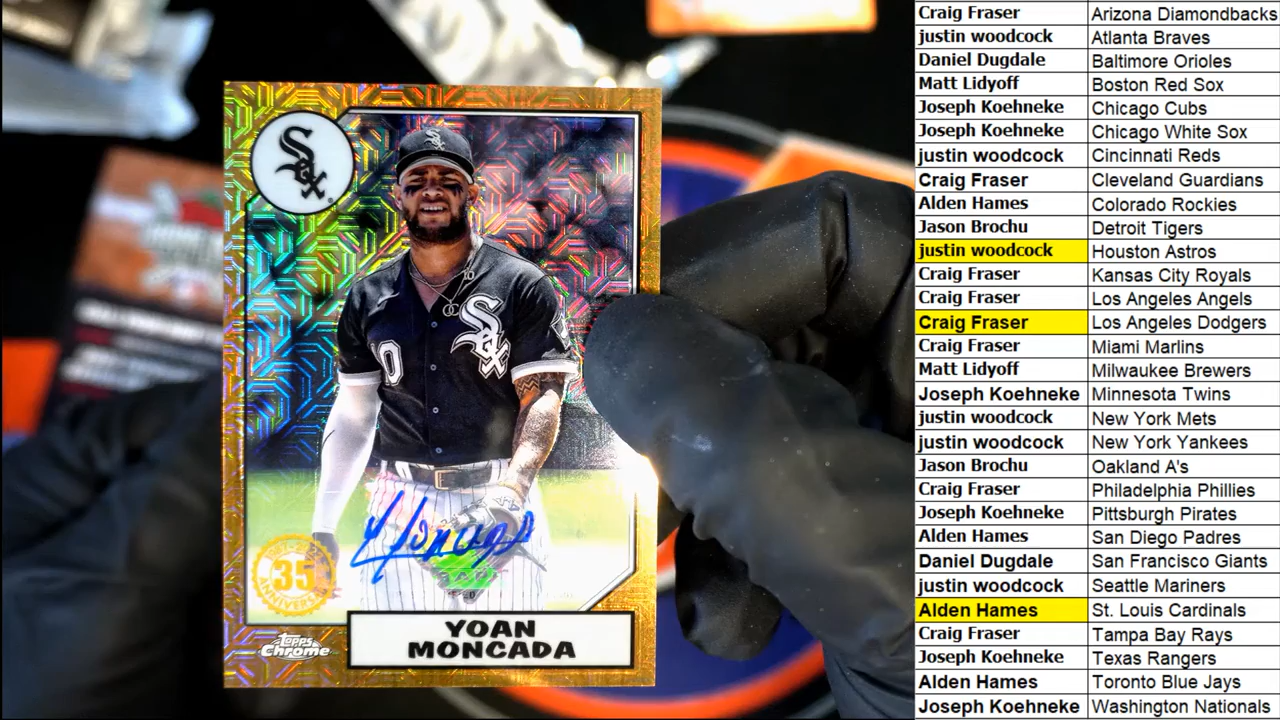 35
ANNIVERSARY
10
Moncada
Topps
Chrome
YOAN
MONCADA
Craig Fraser Arizona Diamondbacks
justin woodcock Atlanta Braves
Daniel Dugdale Baltimore Orioles
Matt Lidyoff Boston Red Sox
Joseph Koehneke Chicago Cubs
Joseph Koehneke Chicago White Sox
justin woodcock Cincinnati Reds
Craig Fraser Cleveland Guardians
Alden Hames Colorado Rockies
Jason Brochu Detroit Tigers
justin woodcock Houston Astros
Craig Fraser Kansas City Royals
Craig Fraser Los Angeles Angels
Craig Fraser Los Angeles Dodgers
Craig Fraser Miami Marlins
Matt Lidyoff Milwaukee Brewers
Joseph Koehneke Minnesota Twins
justin woodcock New York Mets
justin woodcock New York Yankees
Jason Brochu Oakland A's
Craig Fraser Philadelphia Phillies
Joseph Koehneke Pittsburgh Pirates
Alden Hames San Diego Padres
Daniel Dugdale San Francisco Giants
justin woodcock Seattle Mariners
Alden Hames St. Louis Cardinals
Craig Fraser Tampa Bay Rays
Joseph Koehneke Texas Rangers
Alden Hames Toronto Blue Jays
Joseph Koehneke Washington Nationals